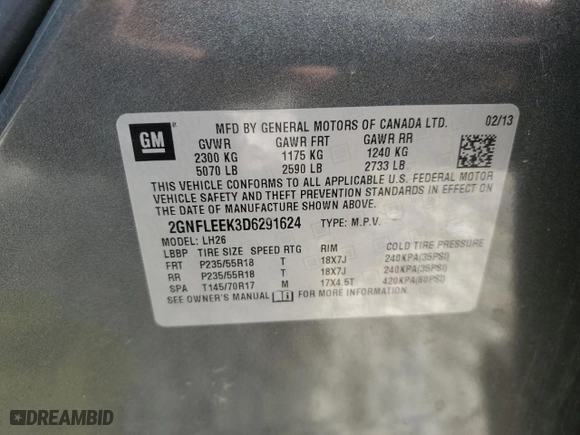 GM
MFD BY GENERAL MOTORS OF CANADA LTD. 02/13
GVWR GAWR FRT GAWR RR
2300 KG 1175 KG 1240 KG
5070 LB 2590 LB 2733 LB
THIS VEHICLE CONFORMS TO ALL APPLICABLE U.S. FEDERAL MOTOR
VEHICLE SAFETY AND THEFT PREVENTION STANDARDS IN EFFECT ON
THE DATE OF MANUFACTURE SHOWN ABOVE.
2GNFLEEK3D6291624 TYPE: M.P.V.
MODEL: LH26
LBBP TIRE SIZE SPEED RTG RIM COLD TIRE PRESSURE
FRT P235/55R18 T 18X7J 240KPA(35PSI)
RR P235/55R18 T 18X7J 240KPA(35PSI)
SPA T145/70R17 M 17X4.5T 420KPA(60PSI)
SEE OWNER'S MANUAL FOR MORE INFORMATION
© DREAMBID